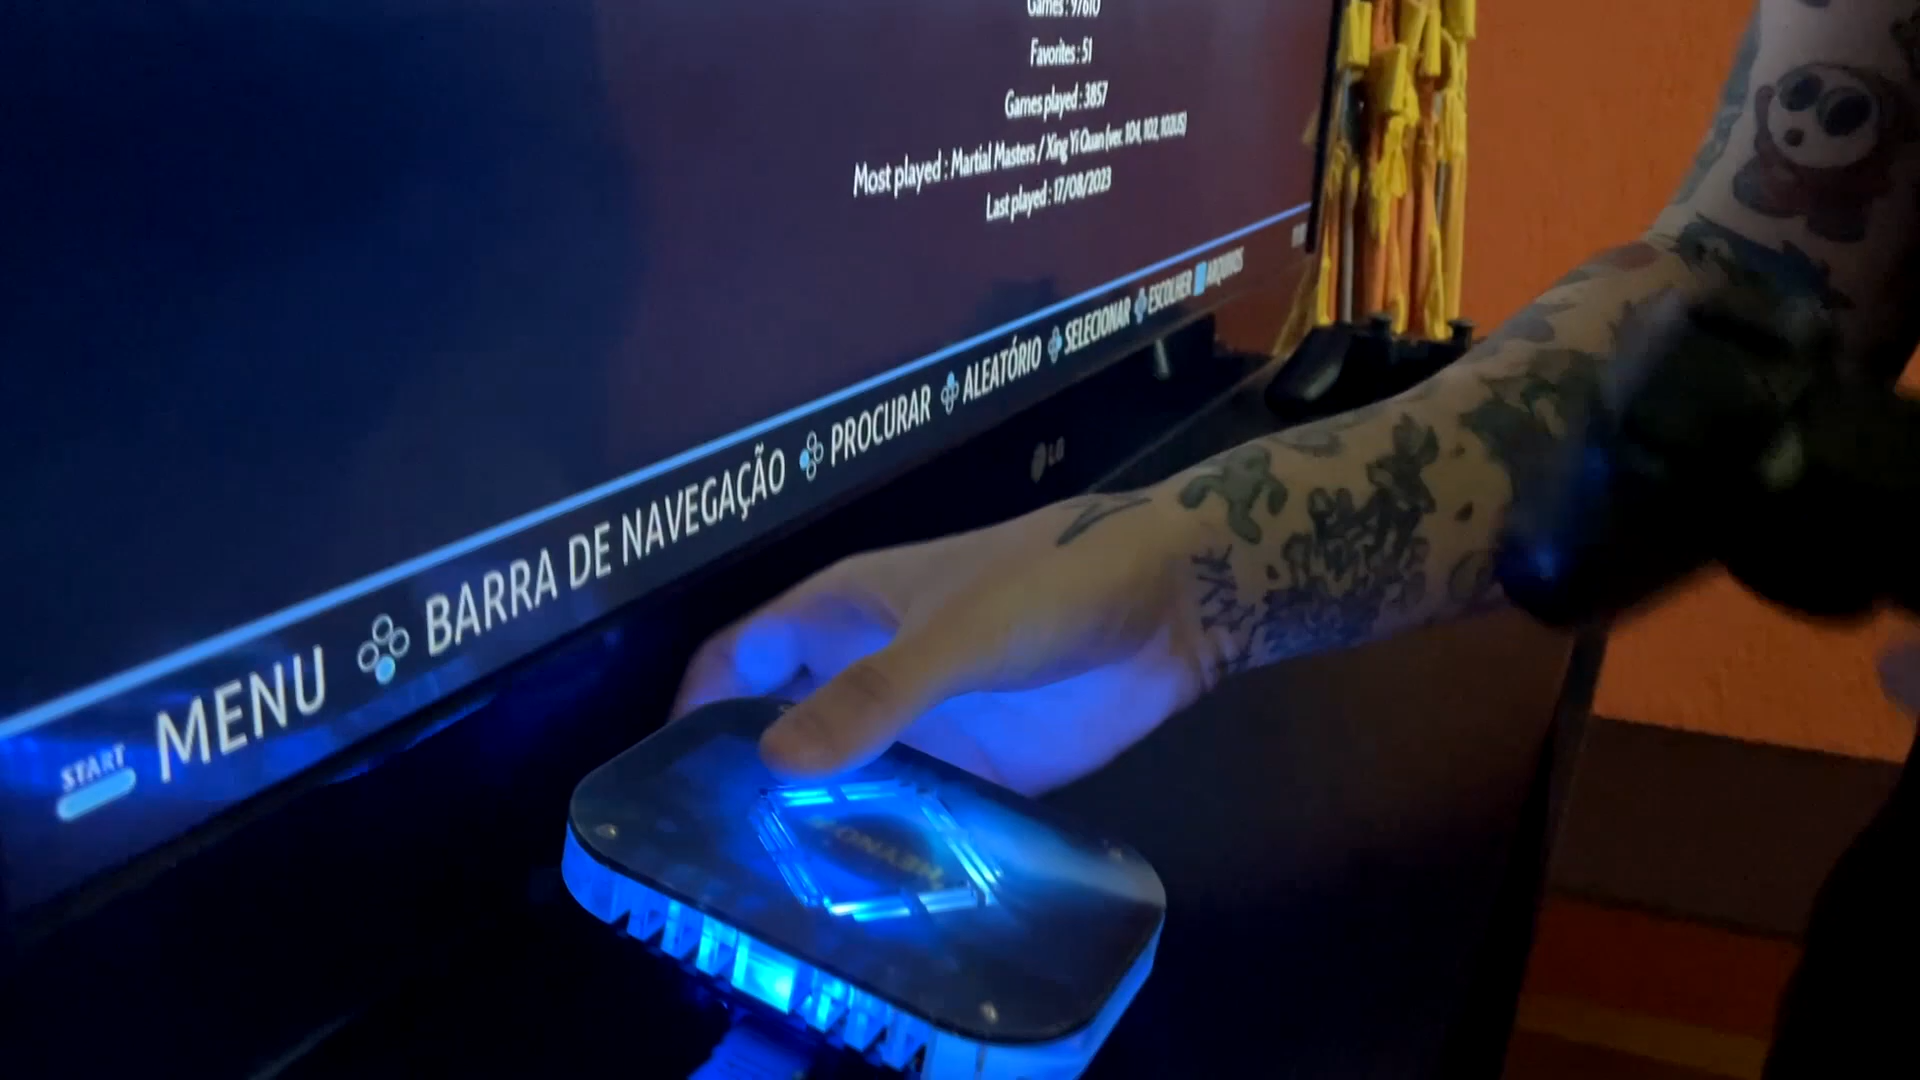 Games : 97610
Favorites : 51
Games played : 3857
Most played : Martial Masters / Xing Yi Quan (ver. 104, 102, 102US)
Last played : 17/08/2023
START MENU BARRA DE NAVEGAÇÃO PROCURAR ALEATÓRIO SELECIONAR ESCOLHER ARQUIVOS
LG